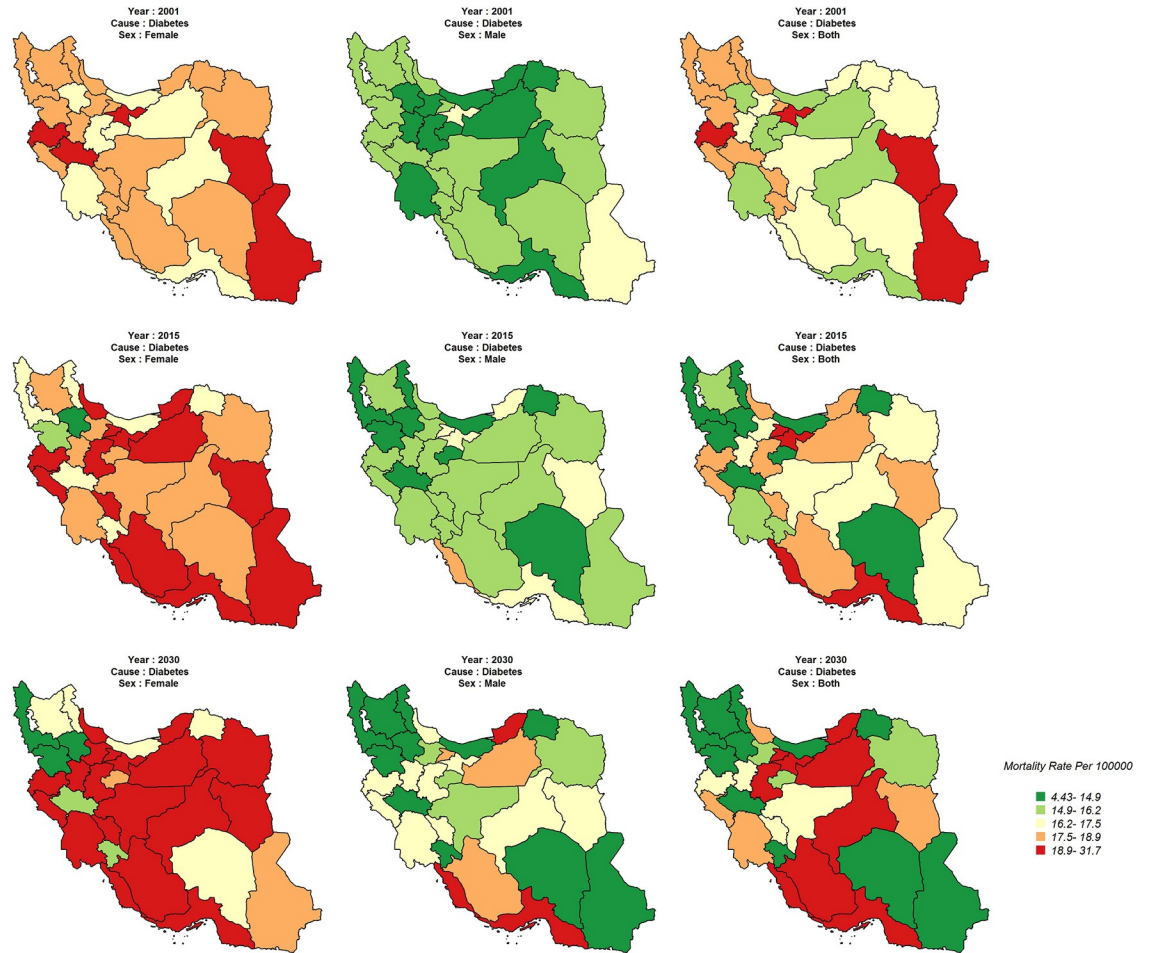 Year : 2001
Cause : Diabetes
Sex : Female
Year : 2001
Cause : Diabetes
Sex : Male
Year : 2001
Cause : Diabetes
Sex : Both
Year : 2015
Cause : Diabetes
Sex : Female
Year : 2015
Cause : Diabetes
Sex : Male
Year : 2015
Cause : Diabetes
Sex : Both
Year : 2030
Cause : Diabetes
Sex : Female
Year : 2030
Cause : Diabetes
Sex : Male
Year : 2030
Cause : Diabetes
Sex : Both
Mortality Rate Per 100000
4.43- 14.9
14.9- 16.2
16.2- 17.5
17.5- 18.9
18.9- 31.7